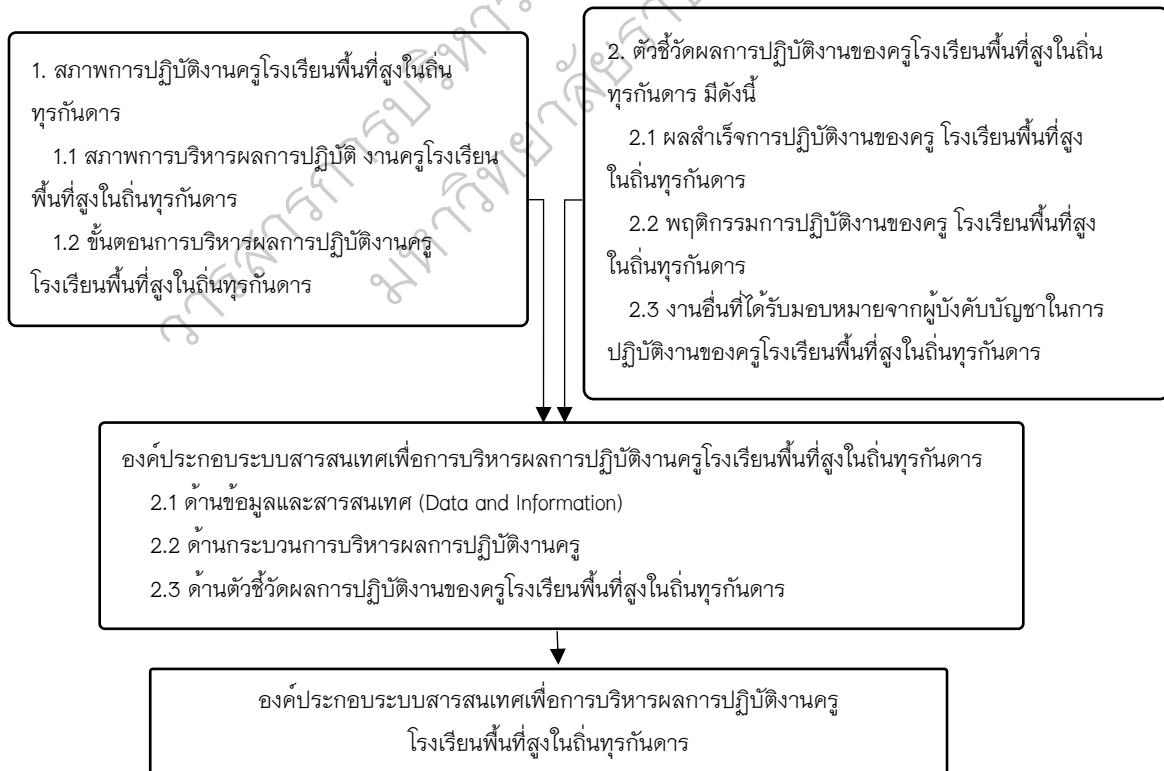 1. สภาพการปฏิบัติงานครูโรงเรียนพื้นที่สูงในถิ่น
ทุรกันดาร
1.1 สภาพการบริหารผลการปฏิบัติ งานครูโรงเรียน
พื้นที่สูงในถิ่นทุรกันดาร
1.2 ขั้นตอนการบริหารผลการปฏิบัติงานครู
โรงเรียนพื้นที่สูงในถิ่นทุรกันดาร
2. ตัวชี้วัดผลการปฏิบัติงานของครูโรงเรียนพื้นที่สูงในถิ่น
ทุรกันดาร มีดังนี้
2.1 ผลสำเร็จการปฏิบัติงานของครู โรงเรียนพื้นที่สูง
ในถิ่นทุรกันดาร
2.2 พฤติกรรมการปฏิบัติงานของครู โรงเรียนพื้นที่สูง
ในถิ่นทุรกันดาร
2.3 งานอื่นที่ได้รับมอบหมายจากผู้บังคับบัญชาในการ
ปฏิบัติงานของครูโรงเรียนพื้นที่สูงในถิ่นทุรกันดาร
องค์ประกอบระบบสารสนเทศเพื่อการบริหารผลการปฏิบัติงานครูโรงเรียนพื้นที่สูงในถิ่นทุรกันดาร
2.1 ด้านข้อมูลและสารสนเทศ (Data and Information)
2.2 ด้านกระบวนการบริหารผลการปฏิบัติงานครู
2.3 ด้านตัวชี้วัดผลการปฏิบัติงานของครูโรงเรียนพื้นที่สูงในถิ่นทุรกันดาร
องค์ประกอบระบบสารสนเทศเพื่อการบริหารผลการปฏิบัติงานครู
โรงเรียนพื้นที่สูงในถิ่นทุรกันดาร
วารสารการบริหาร
มหาวิทยาลัยรา